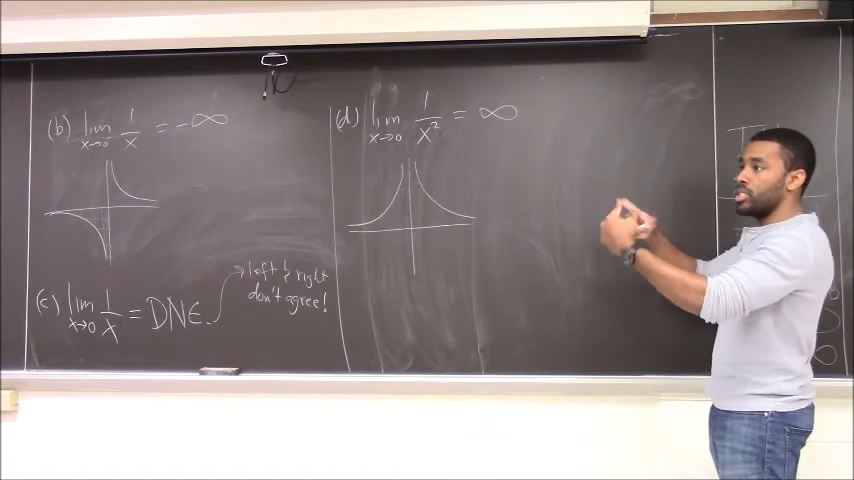 (b) lim x→0⁻ 1/x = -∞
(c) lim x→0 1/x = DNE.
left & right
don't agree!
(d) lim x→0 1/x² = ∞